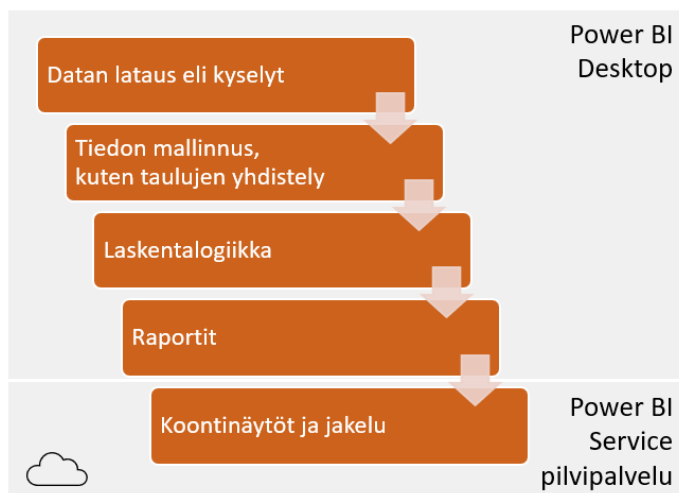 Power BI
Desktop
Datan lataus eli kyselyt
Tiedon mallinnus,
kuten taulujen yhdistely
Laskentalogiikka
Raportit
Koontinäytöt ja jakelu
Power BI
Service
pilvipalvelu